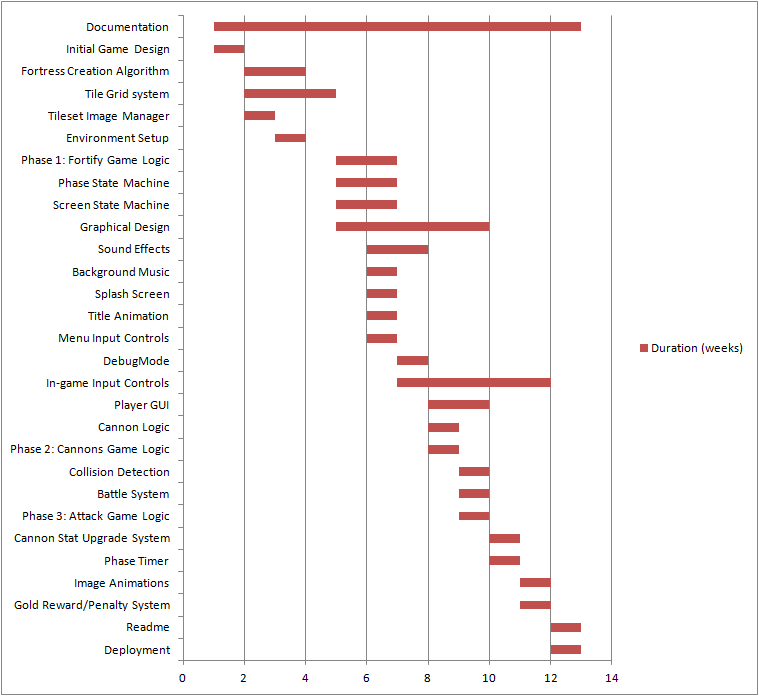 Documentation
Initial Game Design
Fortress Creation Algorithm
Tile Grid system
Tileset Image Manager
Environment Setup
Phase 1: Fortify Game Logic
Phase State Machine
Screen State Machine
Graphical Design
Sound Effects
Background Music
Splash Screen
Title Animation
Menu Input Controls
DebugMode
In-game Input Controls
Player GUI
Cannon Logic
Phase 2: Cannons Game Logic
Collision Detection
Battle System
Phase 3: Attack Game Logic
Cannon Stat Upgrade System
Phase Timer
Image Animations
Gold Reward/Penalty System
Readme
Deployment
0 2 4 6 8 10 12 14
Duration (weeks)